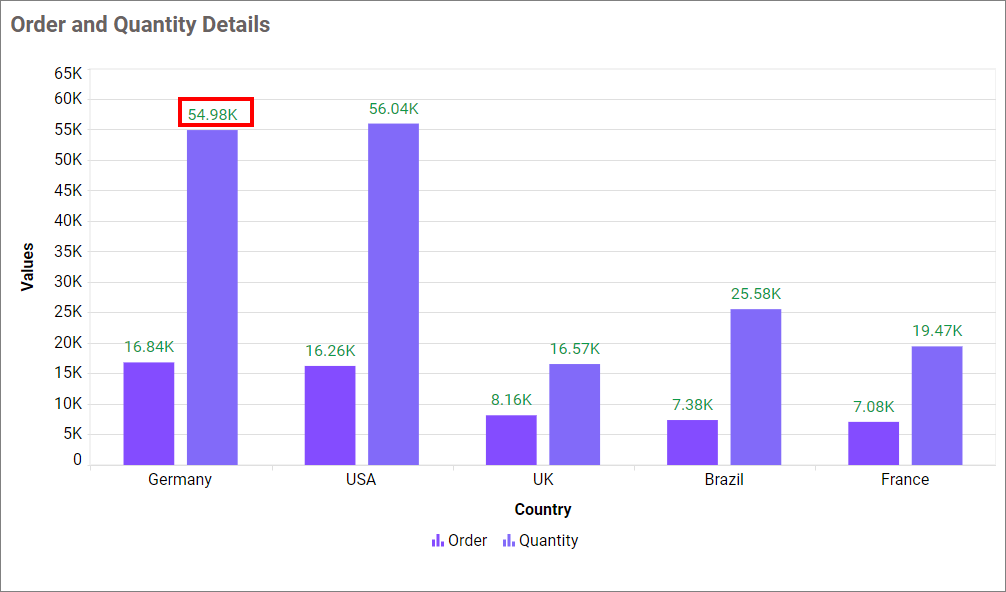 Order and Quantity Details
65K
60K
55K
50K
45K
40K
35K
30K
25K
20K
15K
10K
5K
0
Values
16.84K
54.98K
16.26K
56.04K
8.16K
16.57K
7.38K
25.58K
7.08K
19.47K
Germany USA UK Brazil France
Country
Order Quantity